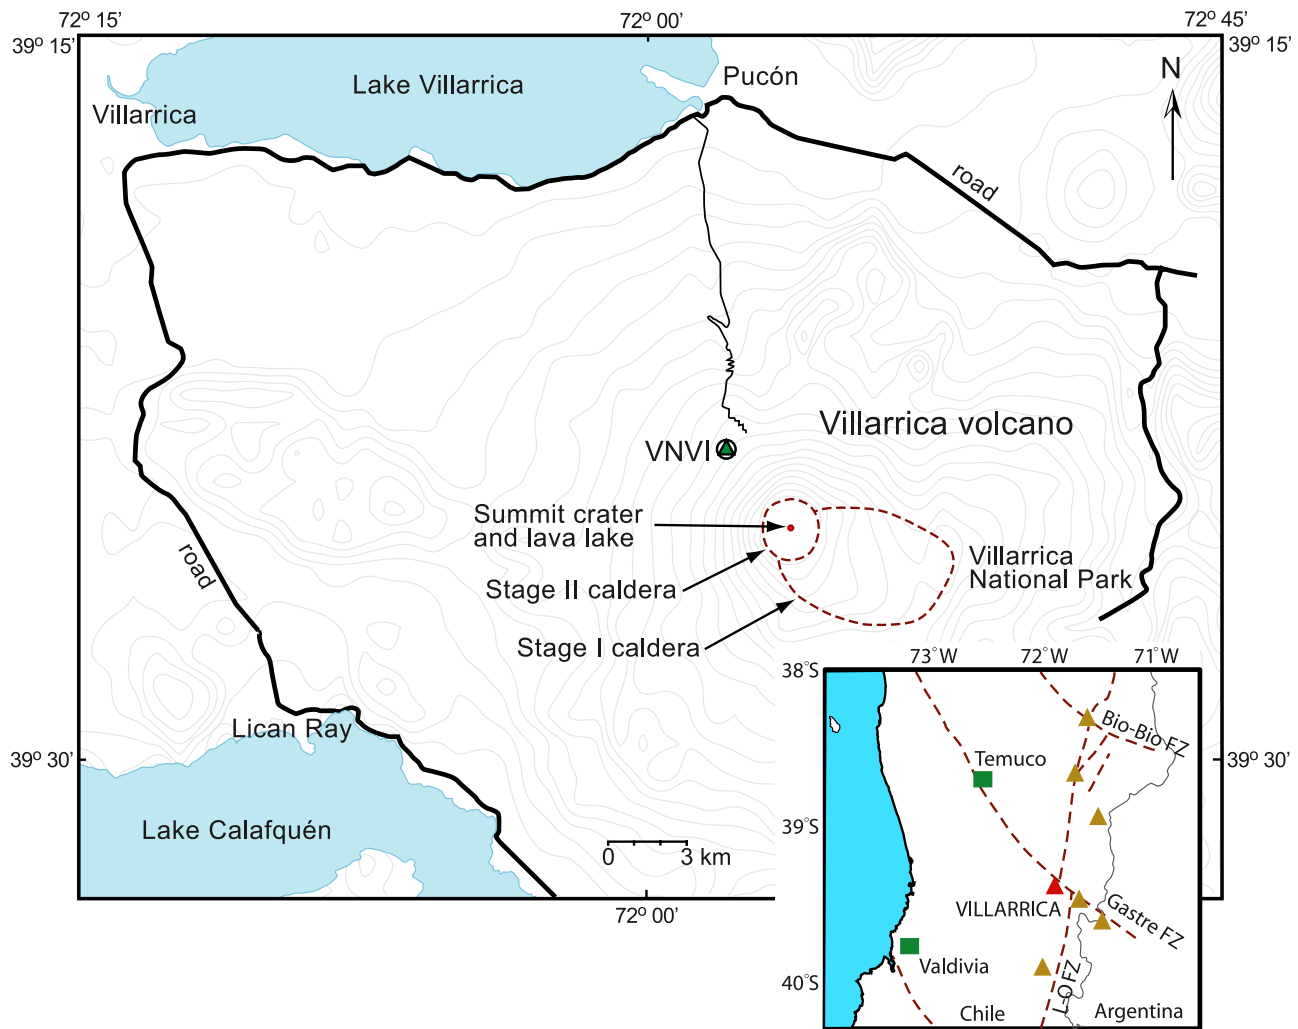 72° 15’
72° 00’
72° 45’
39° 15’
39° 15’
Lake Villarrica
Pucón
Villarrica
N
road
Villarrica volcano
VNVI
Summit crater
and lava lake
Stage II caldera
Stage I caldera
Villarrica
National Park
road
Lican Ray
39° 30’
39° 30’
Lake Calafquén
0 3 km
72° 00’
73°W
72°W
71°W
38°S
Bio-Bio FZ
Temuco
39°S
VILLARRICA
Gastre FZ
Valdivia
L-O FZ
40°S
Chile
Argentina